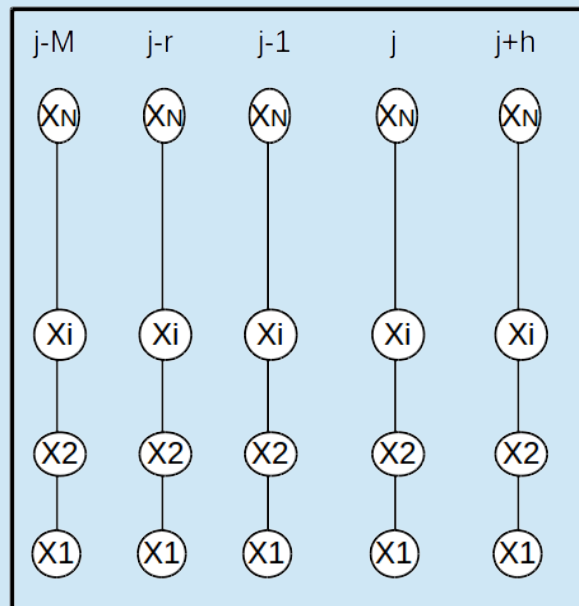 j-M j-r j-1 j j+h
XN XN XN XN XN
Xi Xi Xi Xi Xi
X2 X2 X2 X2 X2
X1 X1 X1 X1 X1